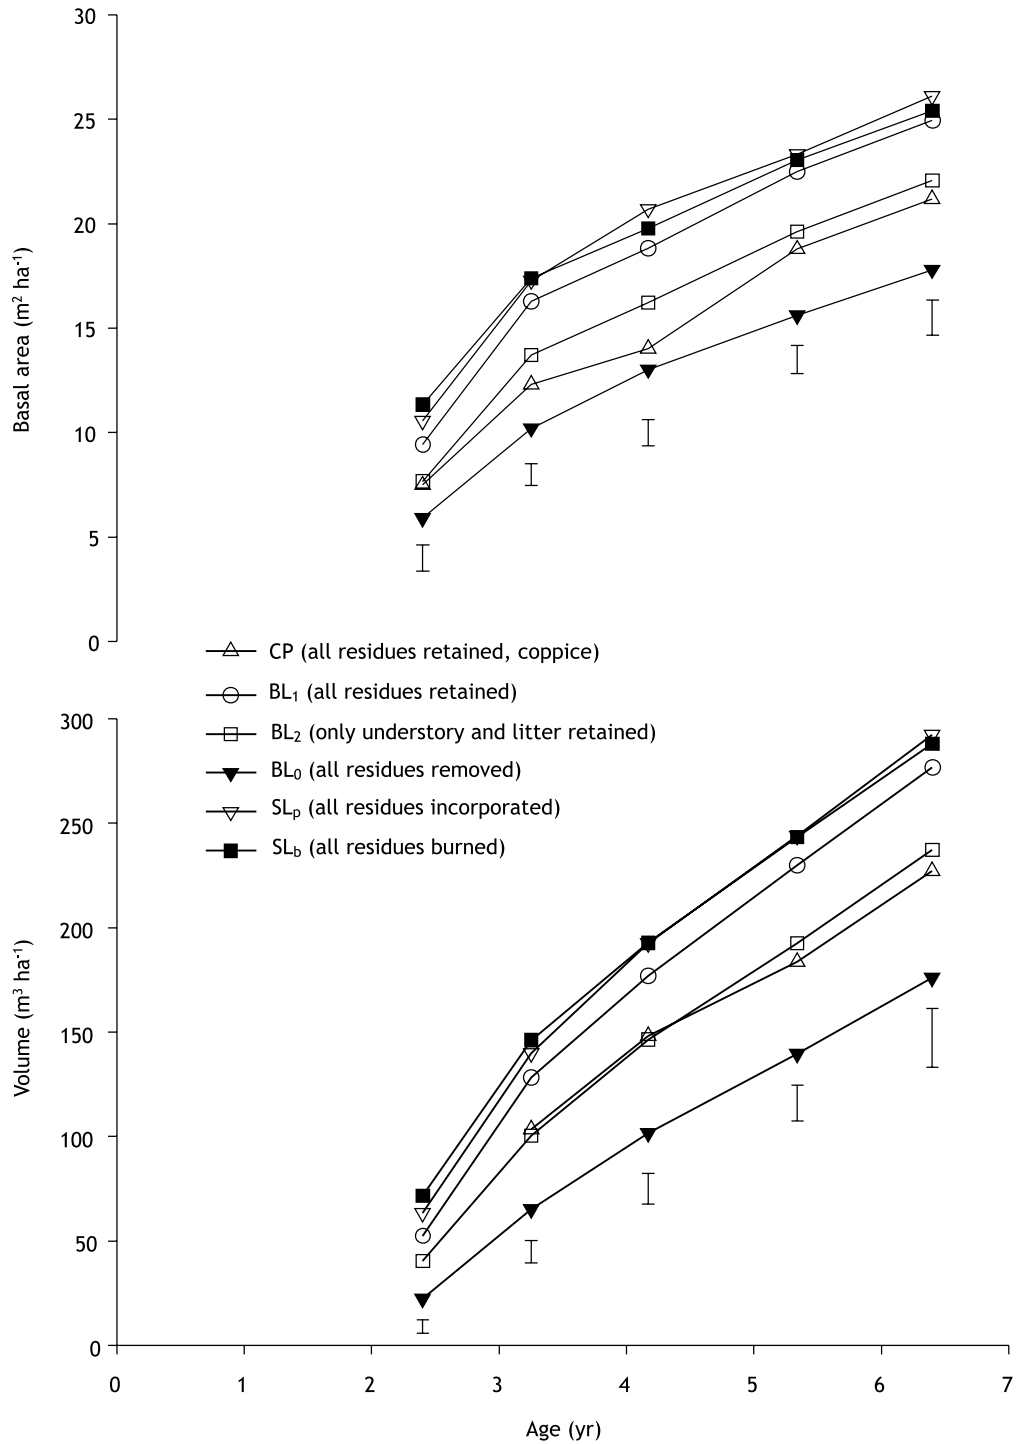 30
25
20
15
10
5
0
Basal area (m² ha⁻¹)
CP (all residues retained, coppice)
BL₁ (all residues retained)
BL₂ (only understory and litter retained)
BL₀ (all residues removed)
SLₚ (all residues incorporated)
SL_b (all residues burned)
300
250
200
150
100
50
0
Volume (m³ ha⁻¹)
0 1 2 3 4 5 6 7
Age (yr)